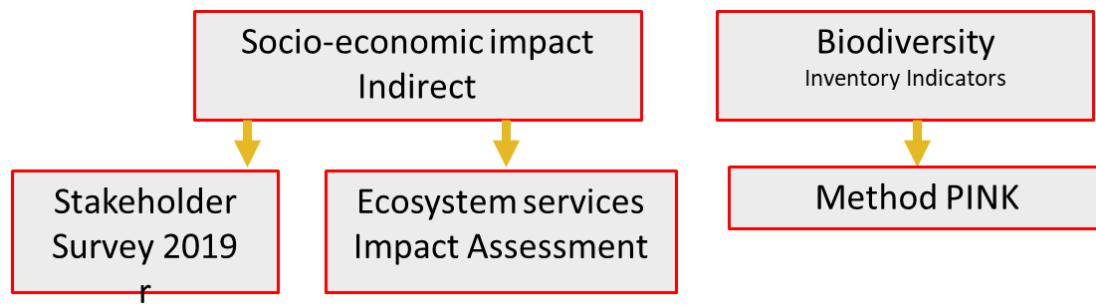 Socio-economic impact
Indirect
Biodiversity
Inventory Indicators
Stakeholder
Survey 2019
r
Ecosystem services
Impact Assessment
Method PINK